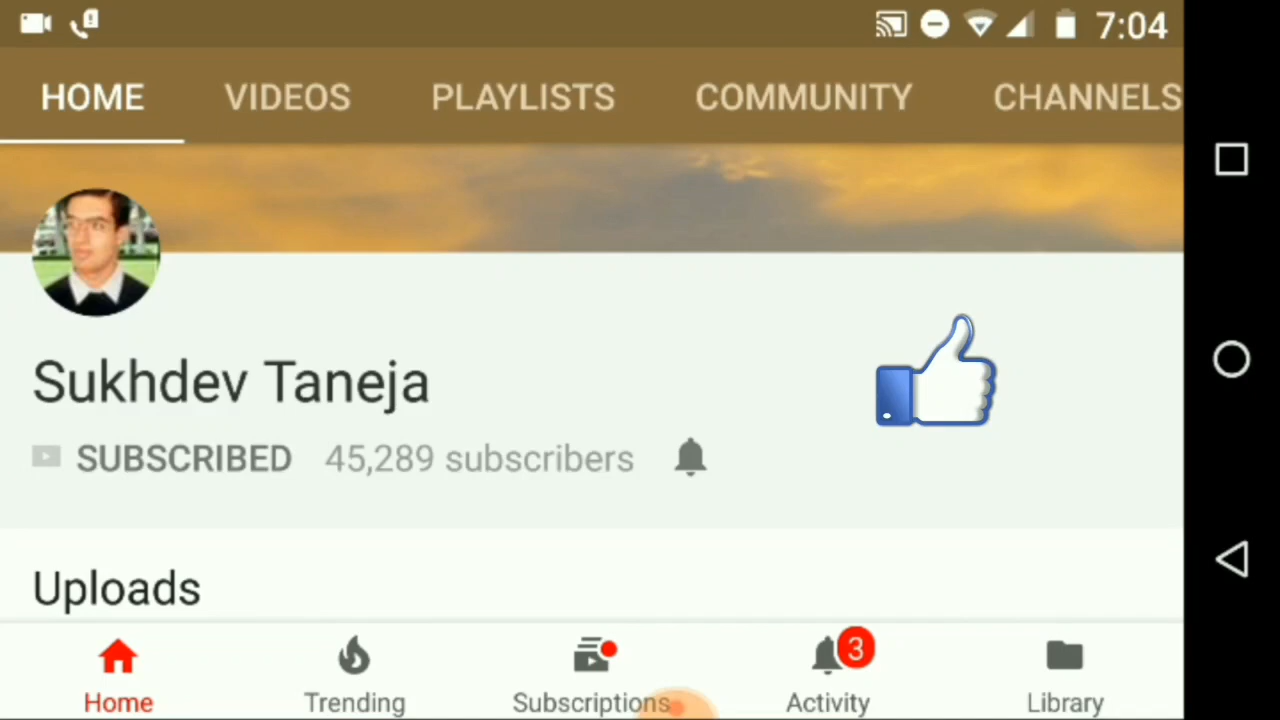 7:04
HOME VIDEOS PLAYLISTS COMMUNITY CHANNELS
Sukhdev Taneja
SUBSCRIBED 45,289 subscribers
Uploads
3
Home Trending Subscriptions Activity Library